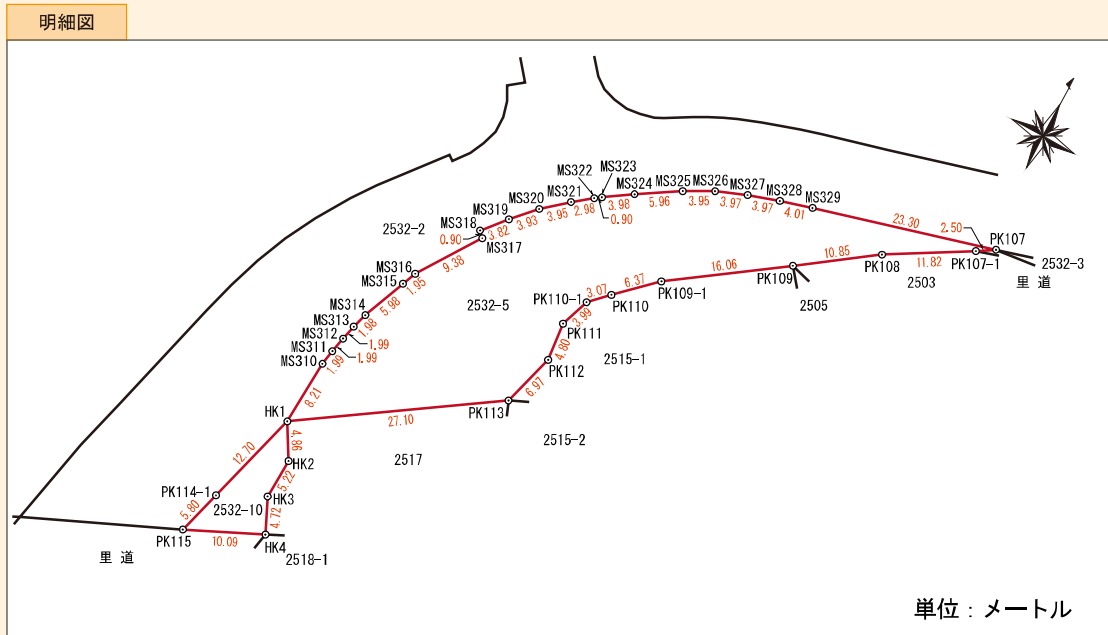 明細図
MS322
MS323
MS324
MS325
MS326
MS327
MS328
MS329
MS321
MS320
MS319
MS318
MS317
2.98
3.98
5.96
3.95
3.97
3.97
4.01
0.90
3.95
3.93
3.82
0.90
2532-2
23.30
2.50
PK107
PK107-1
2532-3
里道
9.38
MS316
1.95
MS315
5.98
MS314
1.98
MS313
1.99
MS312
1.99
MS311
1.99
MS310
2532-5
10.85
PK108
11.82
2503
PK109
2505
16.06
PK109-1
6.37
PK110
3.07
PK110-1
3.99
PK111
4.80
PK112
2515-1
6.97
PK113
2515-2
8.21
HK1
27.10
4.86
HK2
2517
12.70
5.22
PK114-1
HK3
2532-10
5.80
4.72
PK115
10.09
HK4
2518-1
里道
単位：メートル